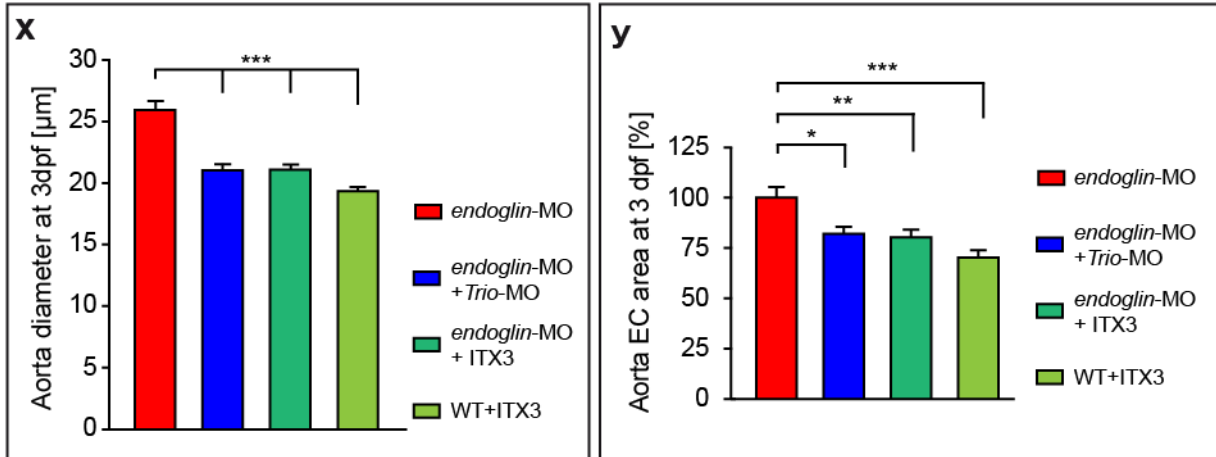 x
***
30
25
20
15
10
5
0
Aorta diameter at 3dpf [µm]
endoglin-MO
endoglin-MO
+Trio-MO
endoglin-MO
+ ITX3
WT+ITX3
y
***
**
*
125
100
75
50
25
0
Aorta EC area at 3 dpf [%]
endoglin-MO
endoglin-MO
+Trio-MO
endoglin-MO
+ ITX3
WT+ITX3